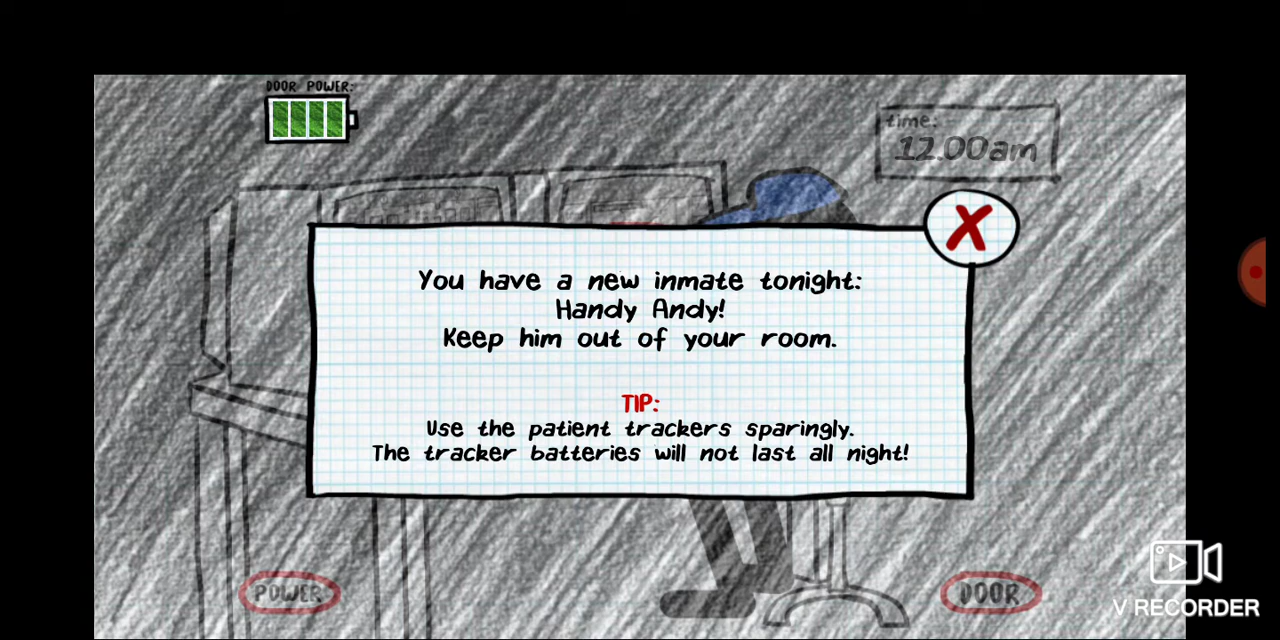 DOOR POWER:
time:
12.00am
X
You have a new inmate tonight:
Handy Andy!
Keep him out of your room.
TIP:
Use the patient trackers sparingly.
The tracker batteries will not last all night!
POWER
DOOR
V RECORDER